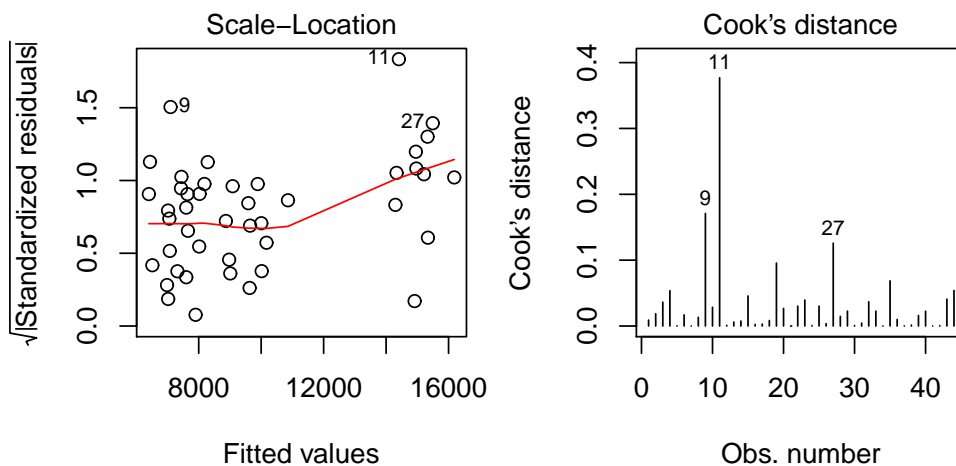 Scale−Location
√|Standardized residuals|
0.0 0.5 1.0 1.5
11
9
27
8000 12000 16000
Fitted values
Cook's distance
Cook's distance
0.0 0.1 0.2 0.3 0.4
11
9
27
0 10 20 30 40
Obs. number